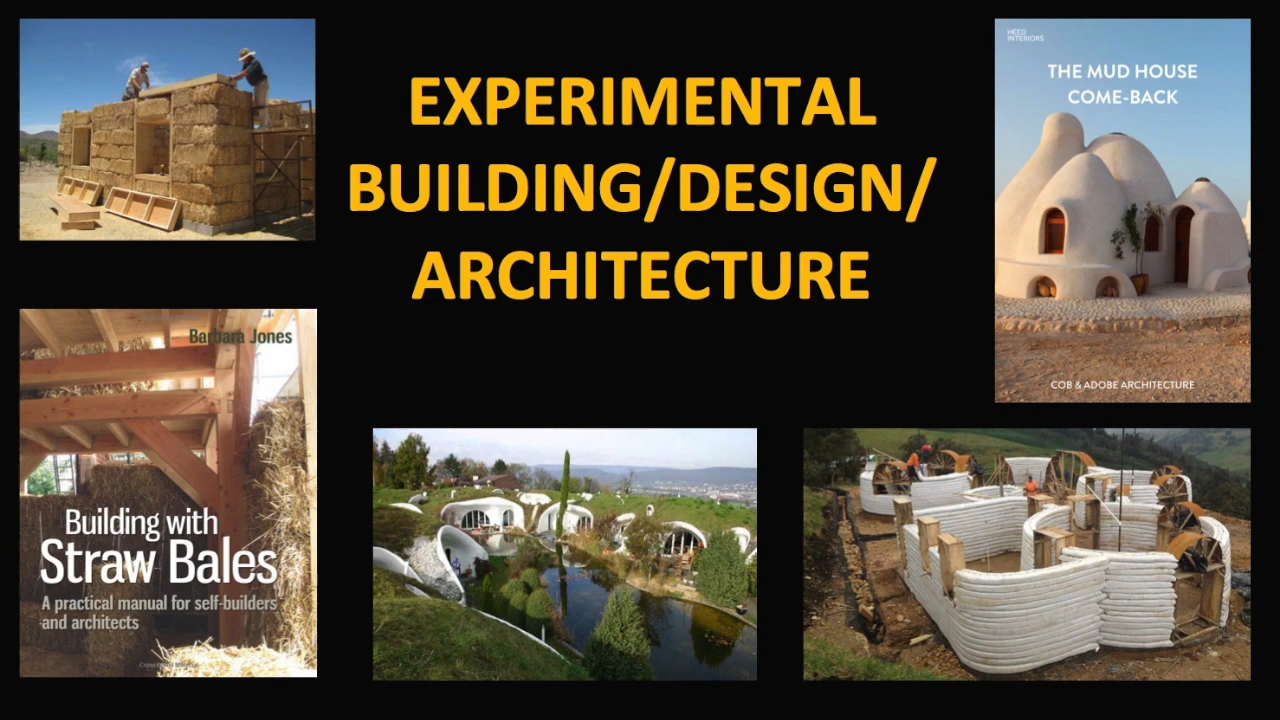 EXPERIMENTAL
BUILDING/DESIGN/
ARCHITECTURE
HEED
INTERIORS
THE MUD HOUSE
COME-BACK
COB & ADOBE ARCHITECTURE
Barbara Jones
Building with
Straw Bales
A practical manual for self-builders
and architects